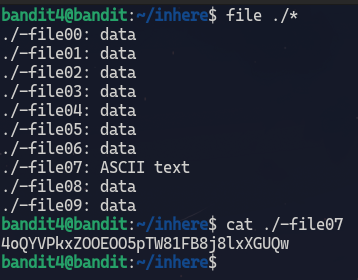 bandit4@bandit:~/inhere$ file ./*
./-file00: data
./-file01: data
./-file02: data
./-file03: data
./-file04: data
./-file05: data
./-file06: data
./-file07: ASCII text
./-file08: data
./-file09: data
bandit4@bandit:~/inhere$ cat ./-file07
4oQYVPkxZOOEOO5pTW81FB8j8lxXGUQw
bandit4@bandit:~/inhere$